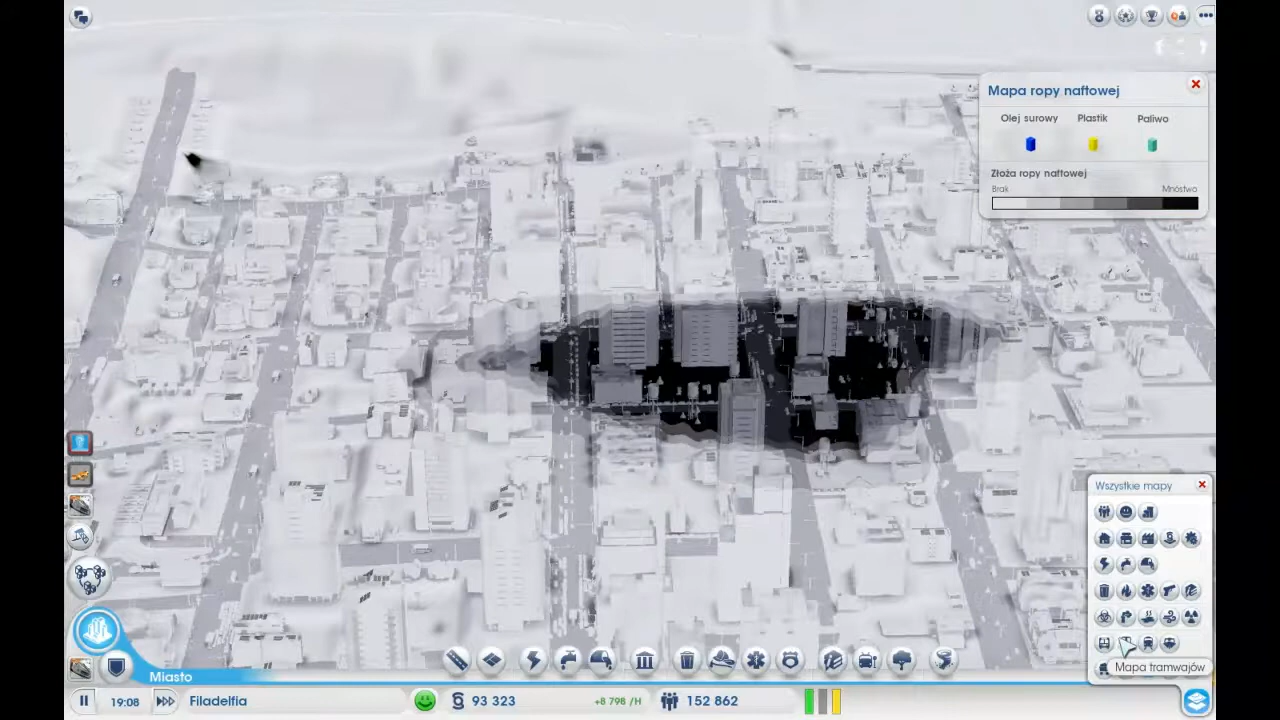 Mapa ropy naftowej
Olej surowy Plastik Paliwo
Złoża ropy naftowej
Brak Mnóstwo
Wszystkie mapy
Mapa tramwajów
Miasto
19:08 Filadelfia 93 323 +8 798 /H 152 862